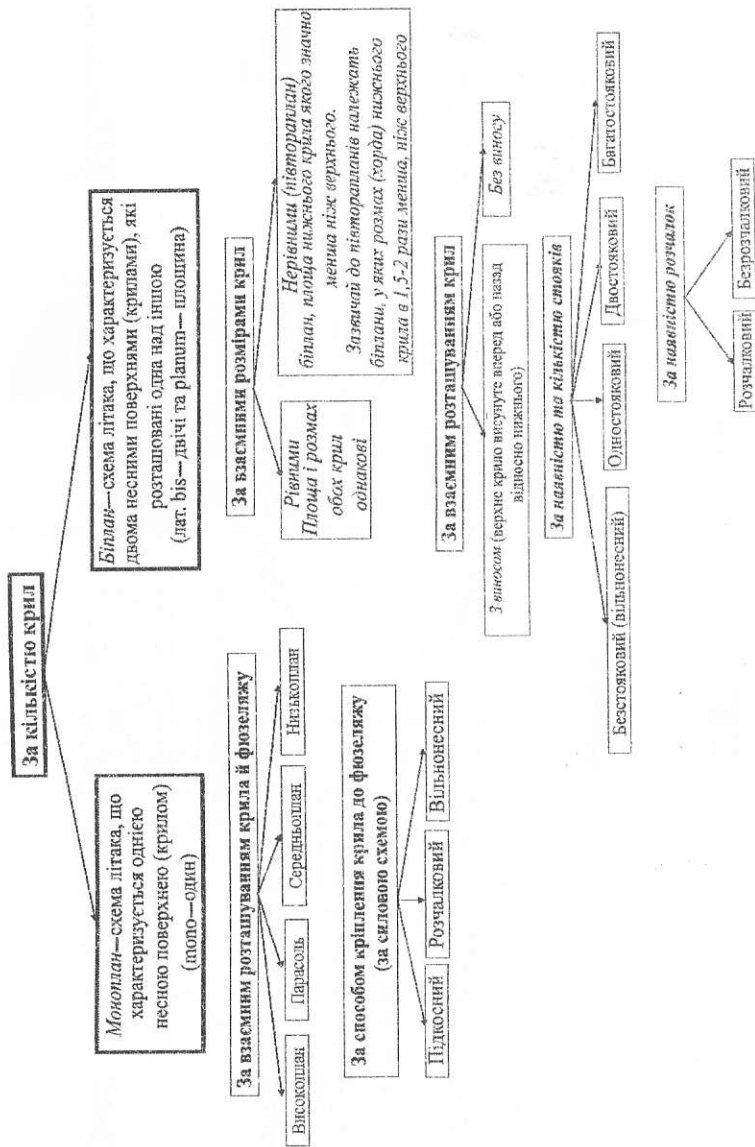 За кількістю крил
Моноплан—схема літака, що
характеризується однією
несною поверхнею (крилом)
(mono—один)
За взаємним розташуванням крила й фюзеляжу
Високоплан
Парасоль
Середньоплан
Низькоплан
За способом кріплення крила до фюзеляжу
(за силовою схемою)
Підкосний
Розчалковий
Вільнонесний
Біплан—схема літака, що характеризується
двома несними поверхнями (крилами), які
розташовані одна над іншою
(лат. bis—двічі та planum—площина)
За взаємними розмірами крил
Рівними
Площа і розмах
обох крил
однакові
Нерівними (півтораплан)
біплан, площа нижнього крила якого значно
менша ніж верхнього.
Зазвичай до півторапланів належать
біплани, у яких розмах (хорда) нижнього
крила в 1,5-2 рази менша, ніж верхнього
За взаємним розташуванням крил
З виносом (верхнє крило висунуте вперед або назад
відносно нижнього)
Без виносу
За наявністю та кількістю стояків
Безстояковий (вільнонесний)
Одностояковий
Двостояковий
Багатостояковий
За наявністю розчалок
Розчалковий
Безрозчалковий